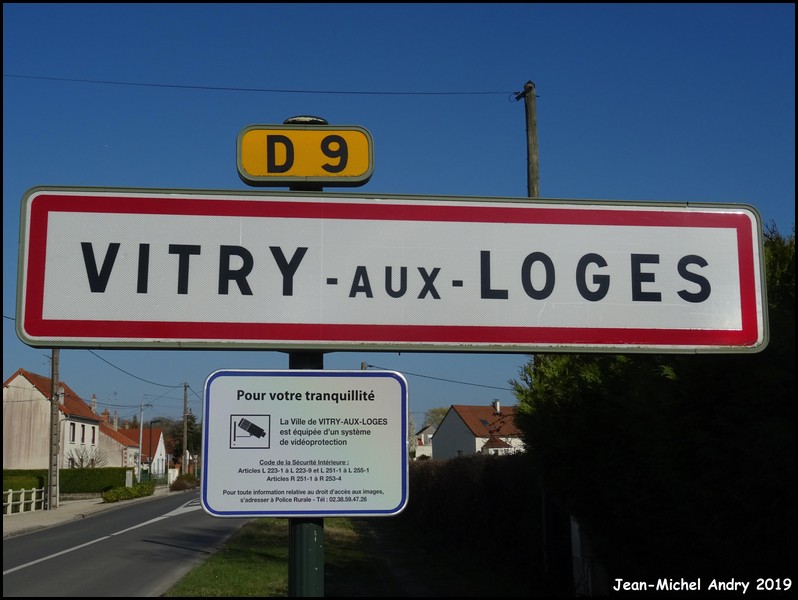 D 9
VITRY-AUX-LOGES
Pour votre tranquillité
La Ville de VITRY-AUX-LOGES
est équipée d'un système
de vidéoprotection
Code de la Sécurité Intérieure :
Articles L 223-1 à L 223-9 et L 251-1 à L 255-1
Articles R 251-1 à R 253-4
Pour toute information relative au droit d'accès aux images,
s'adresser à Police Rurale - Tél : 02.38.59.47.26
Jean-Michel Andry 2019